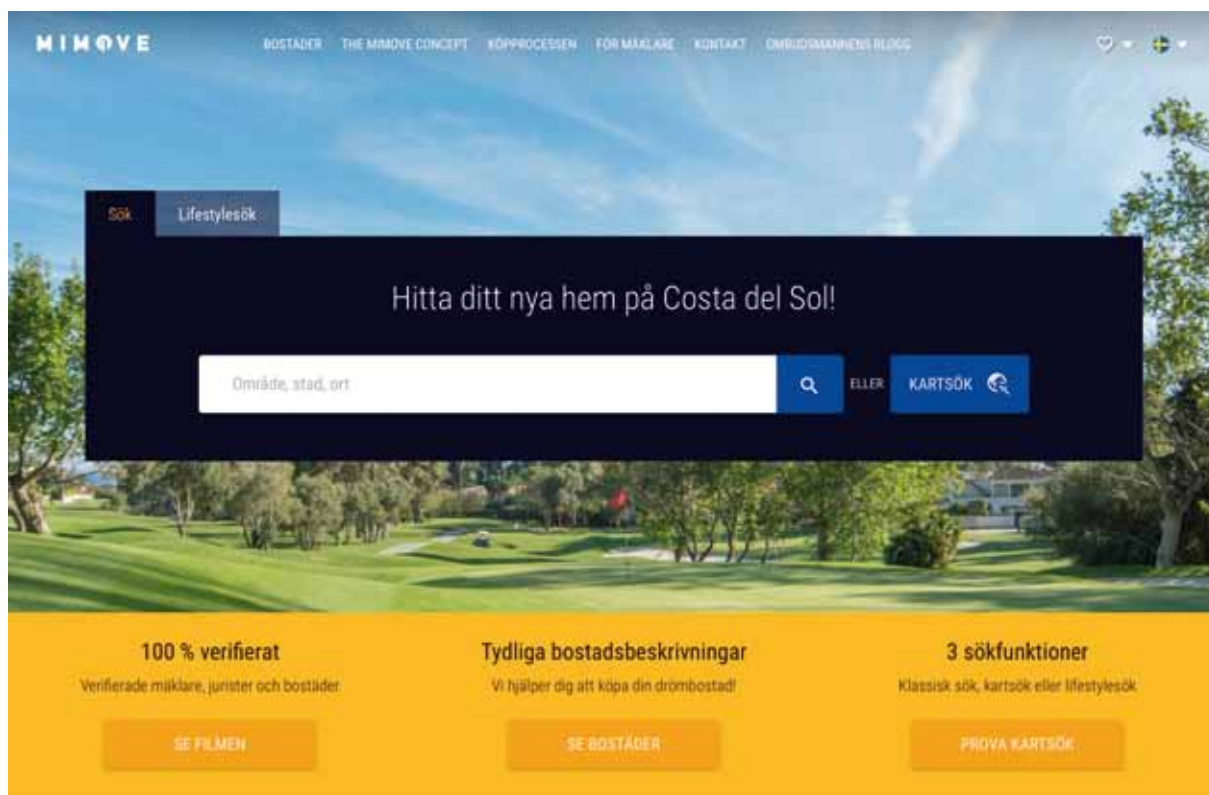 MIMOVE
BOSTÄDER THE MIMOVE CONCEPT KÖPPROCESSEN FÖR MÄKLARE KONTAKT OMBUDSMANNENS BLOGG
Sök Lifestylesök
Hitta ditt nya hem på Costa del Sol!
Område, stad, ort ELLER KARTSÖK
100 % verifierat Tydliga bostadsbeskrivningar 3 sökfunktioner
Verifierade mäklare, jurister och bostäder Vi hjälper dig att köpa din drömbostad! Klassisk sök, kartsök eller lifestylesök
SE FILMEN SE BOSTÄDER PROVA KARTSÖK